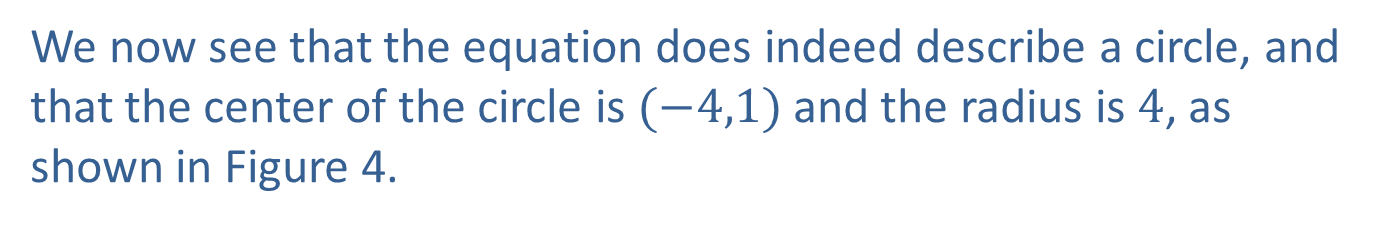 We now see that the equation does indeed describe a circle, and
that the center of the circle is (−4,1) and the radius is 4, as
shown in Figure 4.